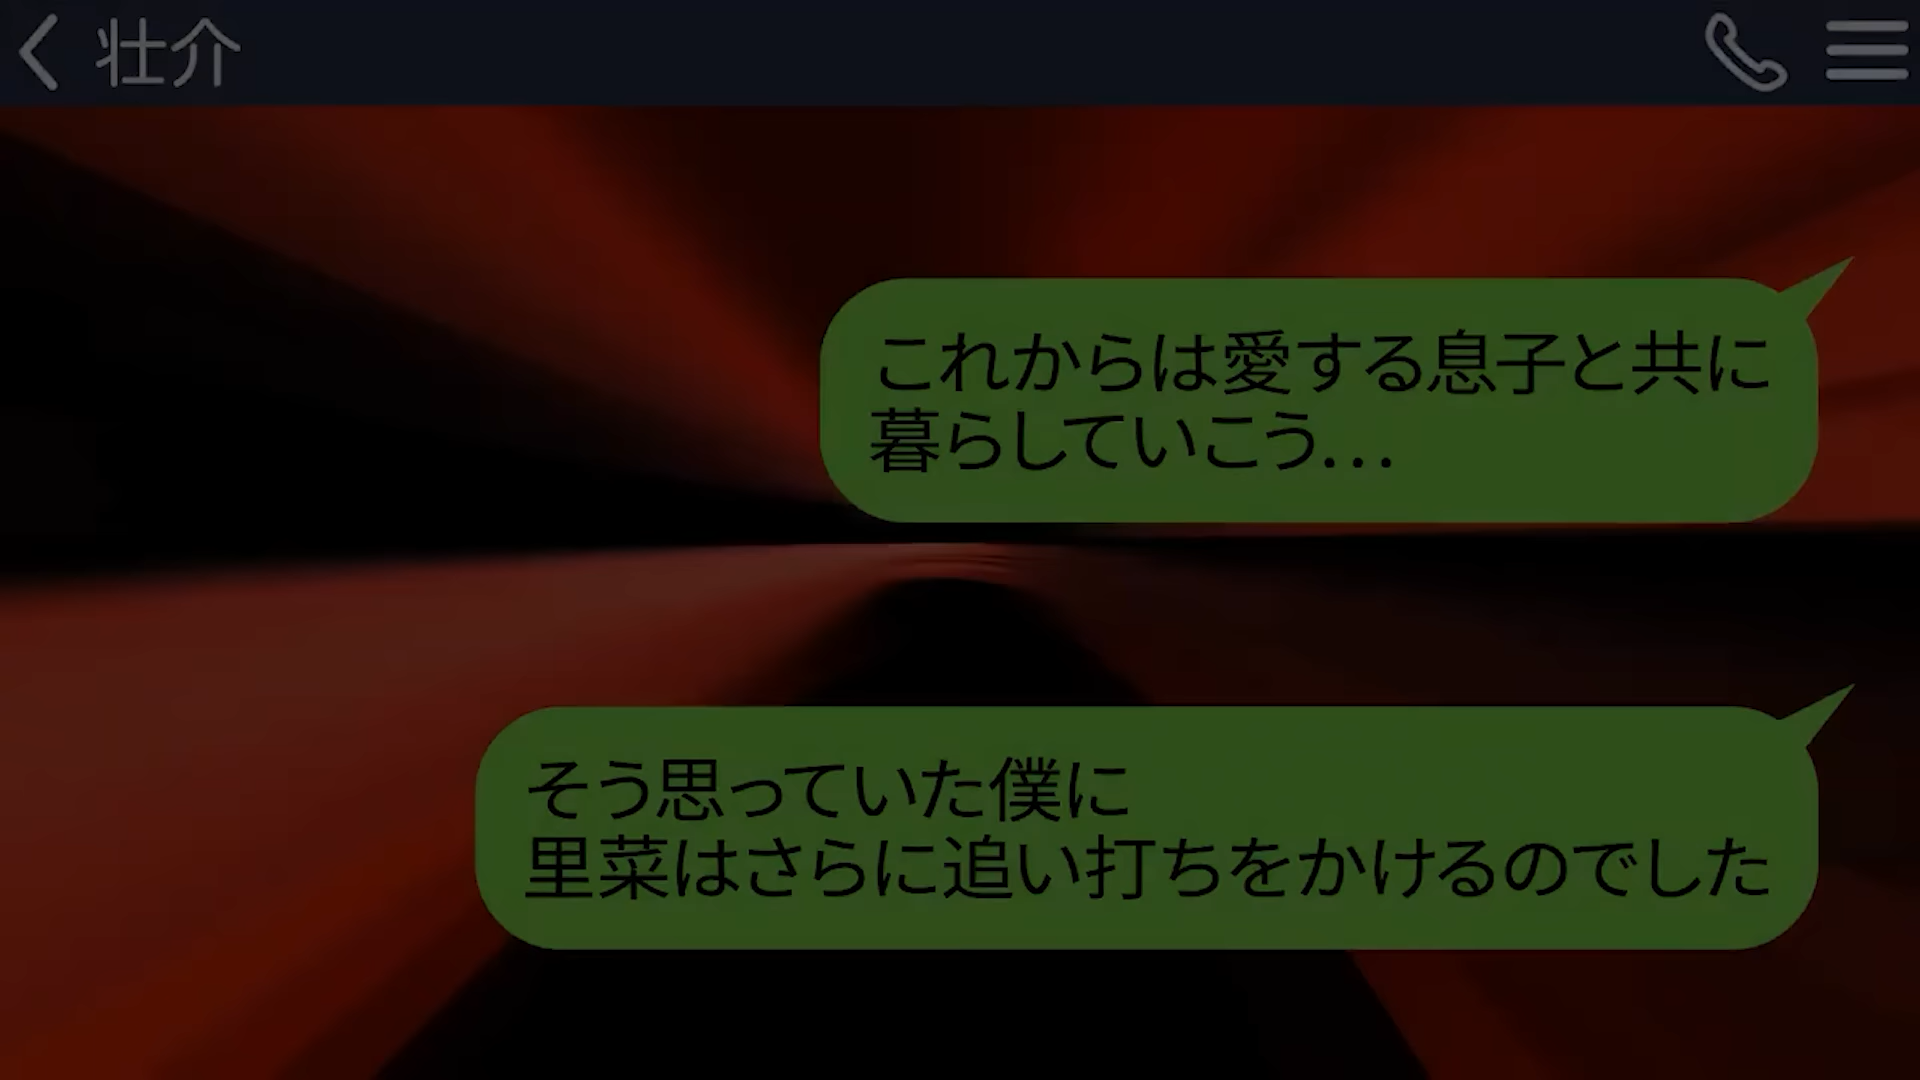 壮介
これからは愛する息子と共に
暮らしていこう…
そう思っていた僕に
里菜はさらに追い打ちをかけるのでした